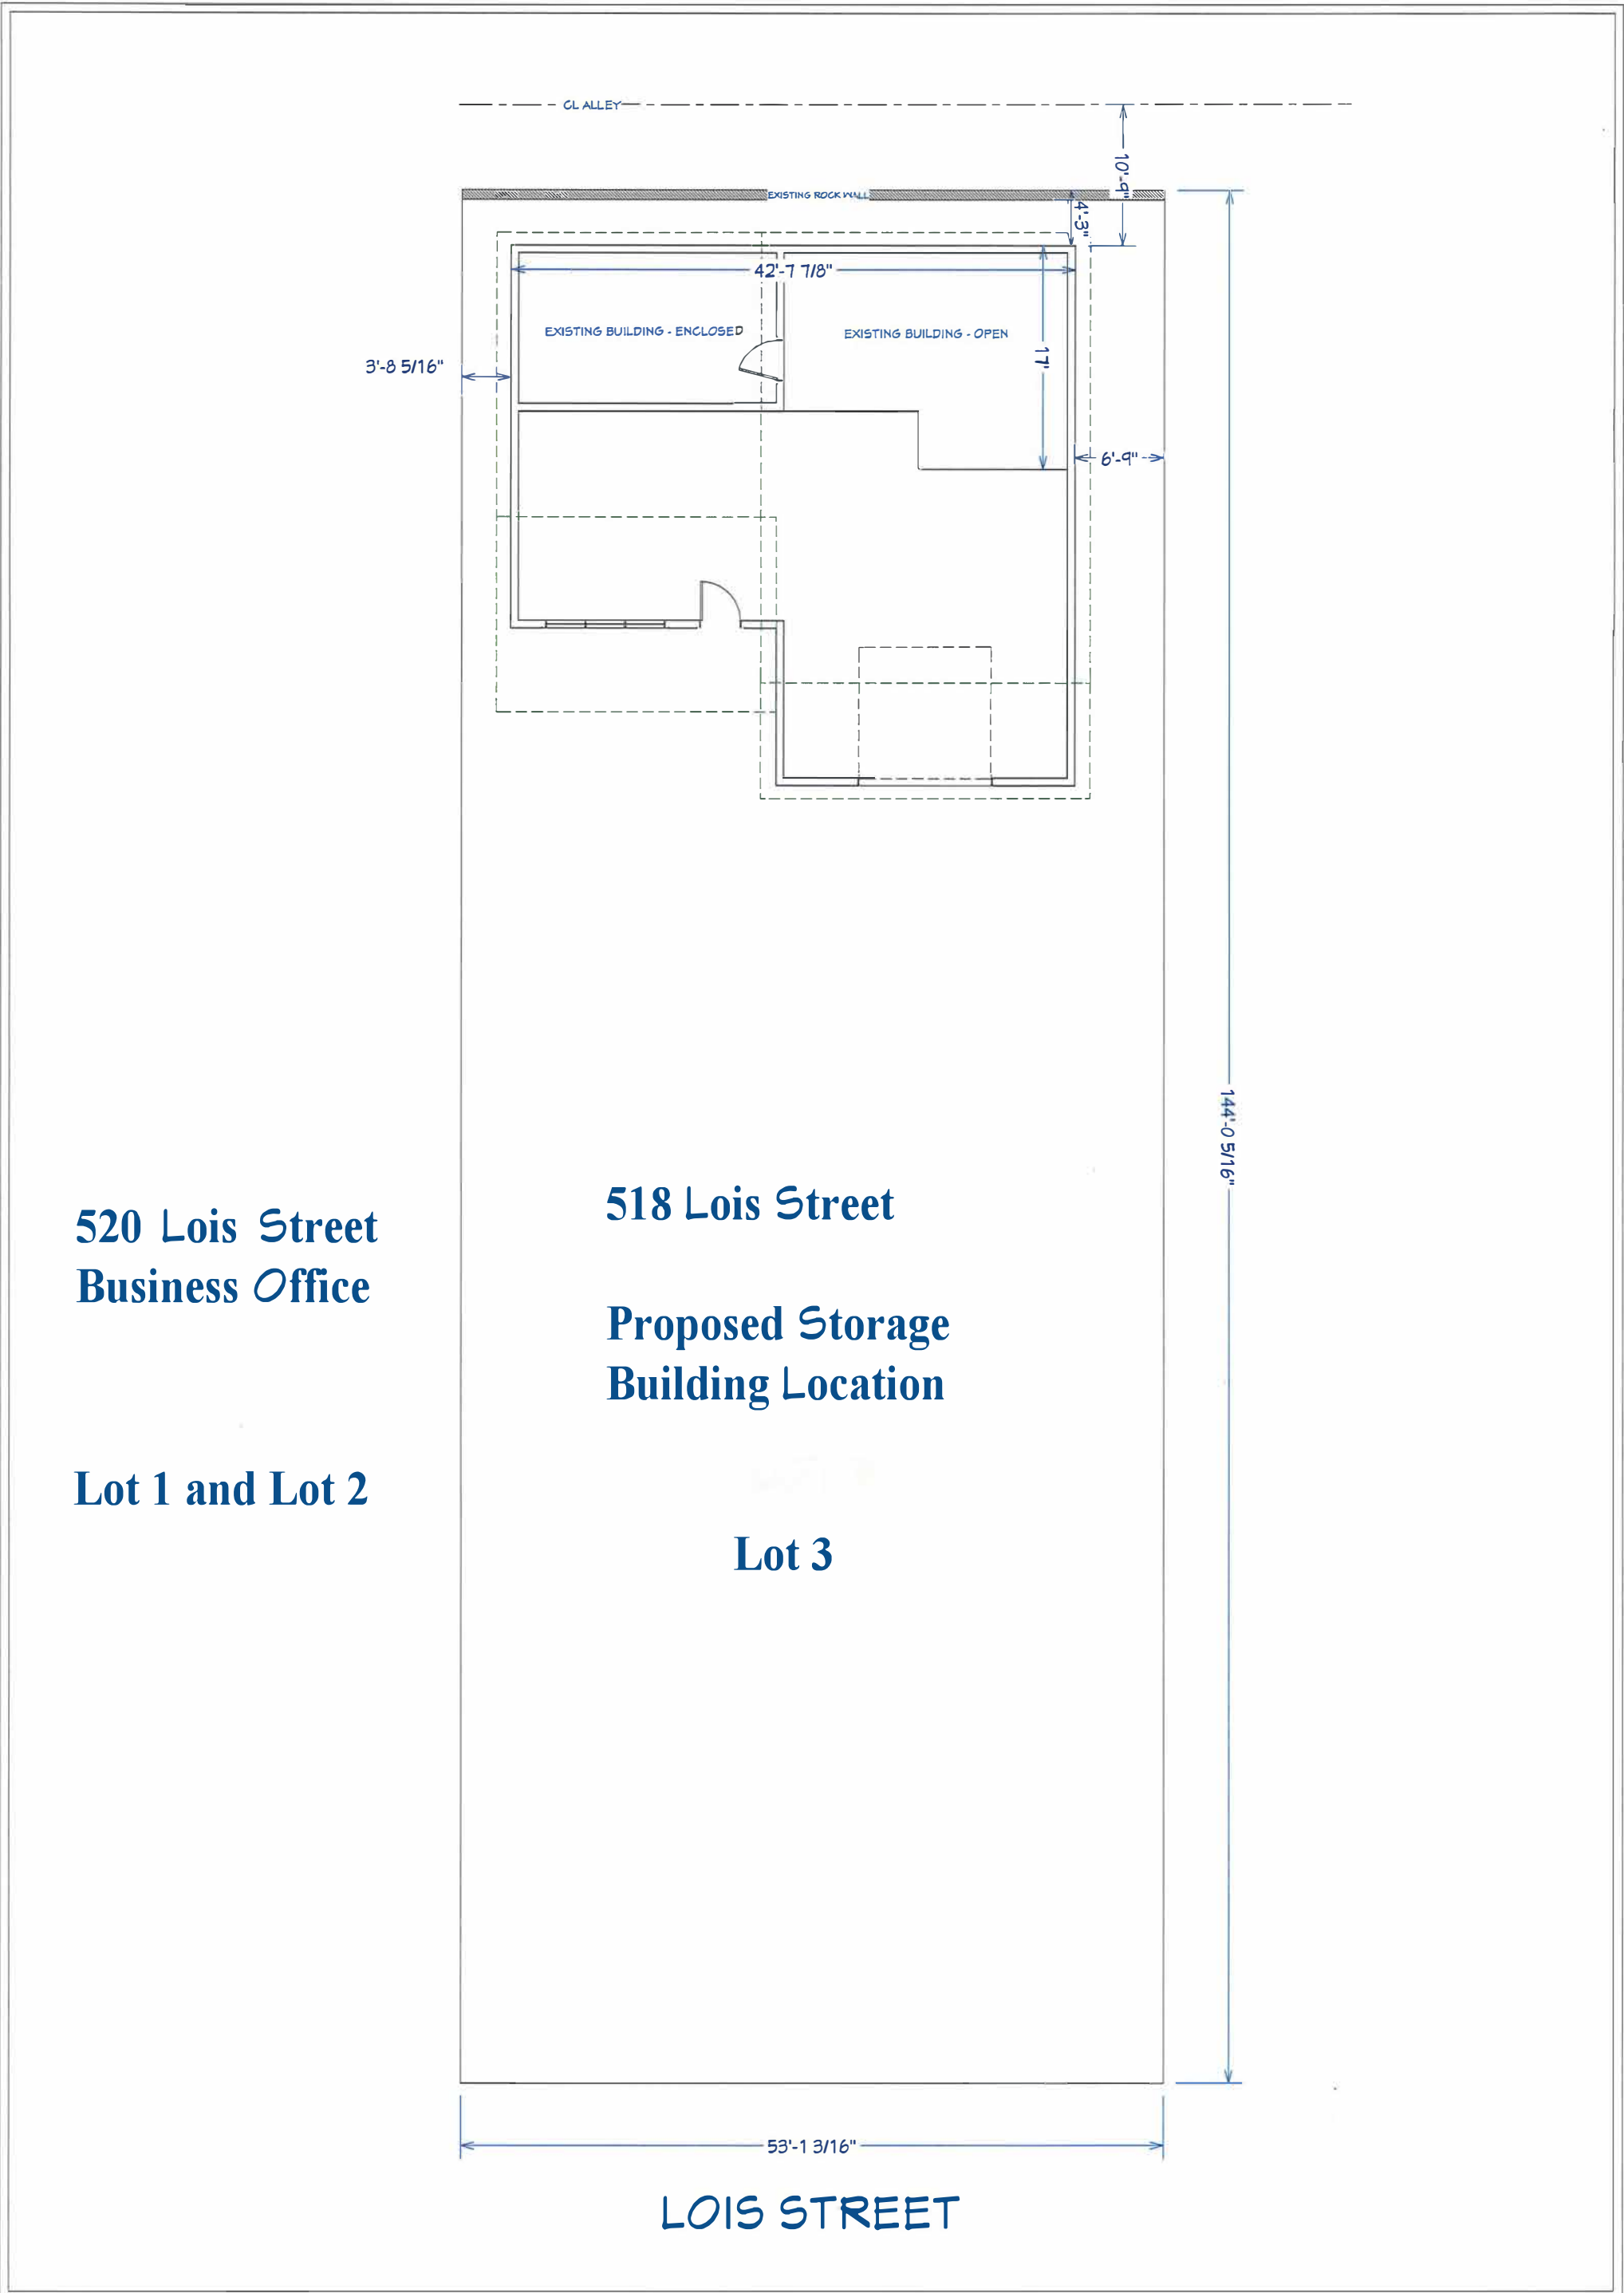 CL ALLEY
10'-9"
EXISTING ROCK WALL
4'-3"
42'-7 7/8"
EXISTING BUILDING - ENCLOSED
EXISTING BUILDING - OPEN
17'
3'-8 5/16"
6'-9"
144'-0 5/16"
520 Lois Street
Business Office
Lot 1 and Lot 2
518 Lois Street
Proposed Storage
Building Location
Lot 3
53'-1 3/16"
LOIS STREET